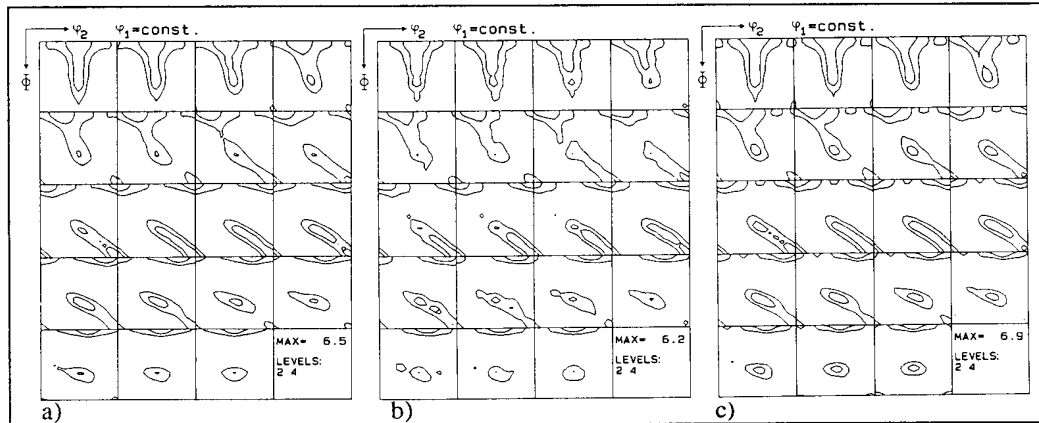 φ₂ φ₁=const.
Φ
MAX= 6.5
LEVELS:
2 4
a)
φ₂ φ₁=const.
Φ
MAX= 6.2
LEVELS:
2 4
b)
φ₂ φ₁=const.
Φ
MAX= 6.9
LEVELS:
2 4
c)